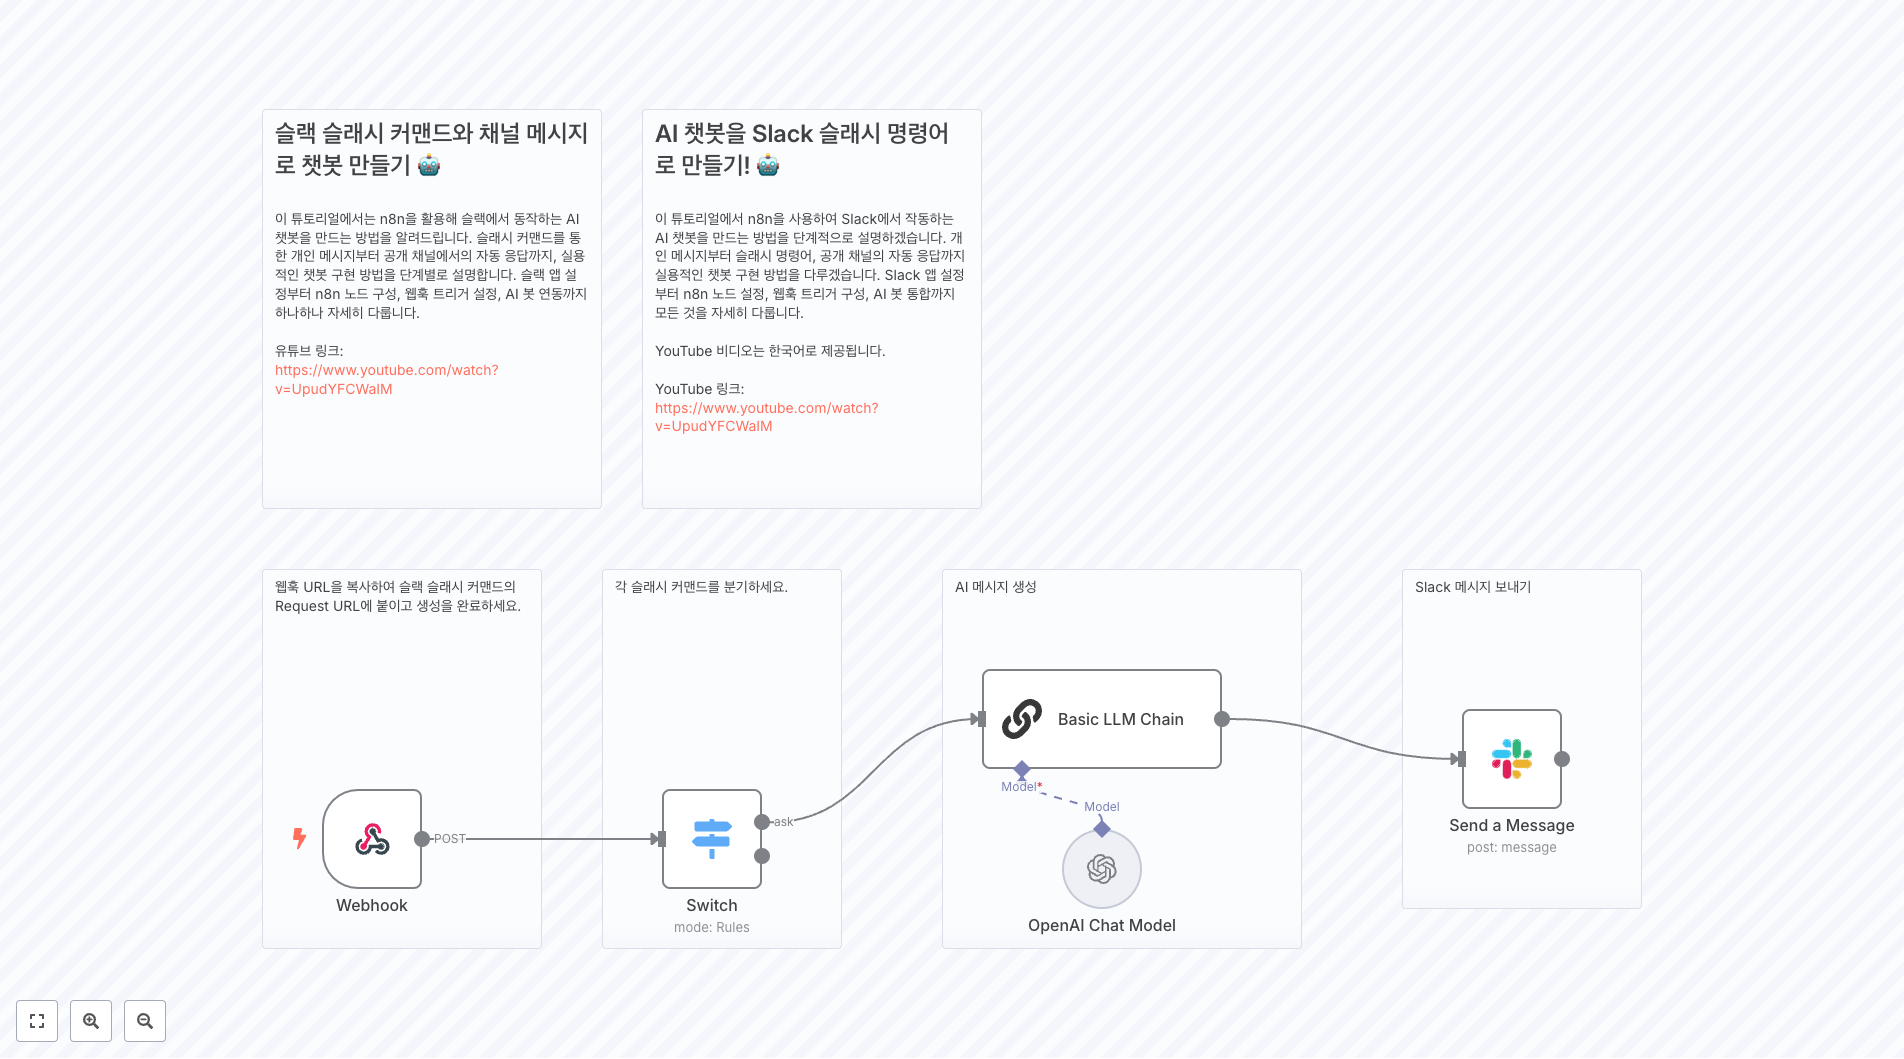 슬랙 슬래시 커맨드와 채널 메시지
로 챗봇 만들기 🤖
이 튜토리얼에서는 n8n을 활용해 슬랙에서 동작하는 AI
챗봇을 만드는 방법을 알려드립니다. 슬래시 커맨드를 통
한 개인 메시지부터 공개 채널에서의 자동 응답까지, 실용
적인 챗봇 구현 방법을 단계별로 설명합니다. 슬랙 앱 설
정부터 n8n 노드 구성, 웹훅 트리거 설정, AI 봇 연동까지
하나하나 자세히 다룹니다.
유튜브 링크:
https://www.youtube.com/watch?
v=UpudYFCWaIM
AI 챗봇을 Slack 슬래시 명령어
로 만들기! 🤖
이 튜토리얼에서 n8n을 사용하여 Slack에서 작동하는
AI 챗봇을 만드는 방법을 단계적으로 설명하겠습니다. 개
인 메시지부터 슬래시 명령어, 공개 채널의 자동 응답까지
실용적인 챗봇 구현 방법을 다루겠습니다. Slack 앱 설정
부터 n8n 노드 설정, 웹훅 트리거 구성, AI 봇 통합까지
모든 것을 자세히 다룹니다.
YouTube 비디오는 한국어로 제공됩니다.
YouTube 링크:
https://www.youtube.com/watch?
v=UpudYFCWaIM
웹훅 URL을 복사하여 슬랙 슬래시 커맨드의
Request URL에 붙이고 생성을 완료하세요.
POST
Webhook
각 슬래시 커맨드를 분기하세요.
ask
Switch
mode: Rules
AI 메시지 생성
Basic LLM Chain
Model*
Model
OpenAI Chat Model
Slack 메시지 보내기
Send a Message
post: message